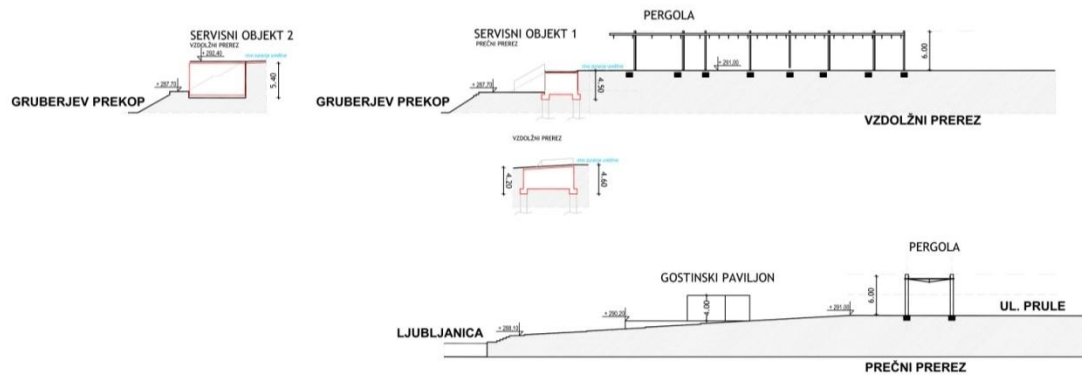 SERVISNI OBJEKT 2
VZDOLŽNI PREREZ
+ 292,40
+ 287,70
5.40
GRUBERJEV PREKOP
PERGOLA
SERVISNI OBJEKT 1
PREČNI PREREZ
+ 287,70
4.50
+ 291,00
6.00
GRUBERJEV PREKOP
VZDOLŽNI PREREZ
VZDOLŽNI PREREZ
4.20
4.60
PERGOLA
GOSTINSKI PAVILJON
4.00
6.00
+ 291,00
UL. PRULE
+ 290,20
LJUBLJANICA
+ 288,10
PREČNI PREREZ